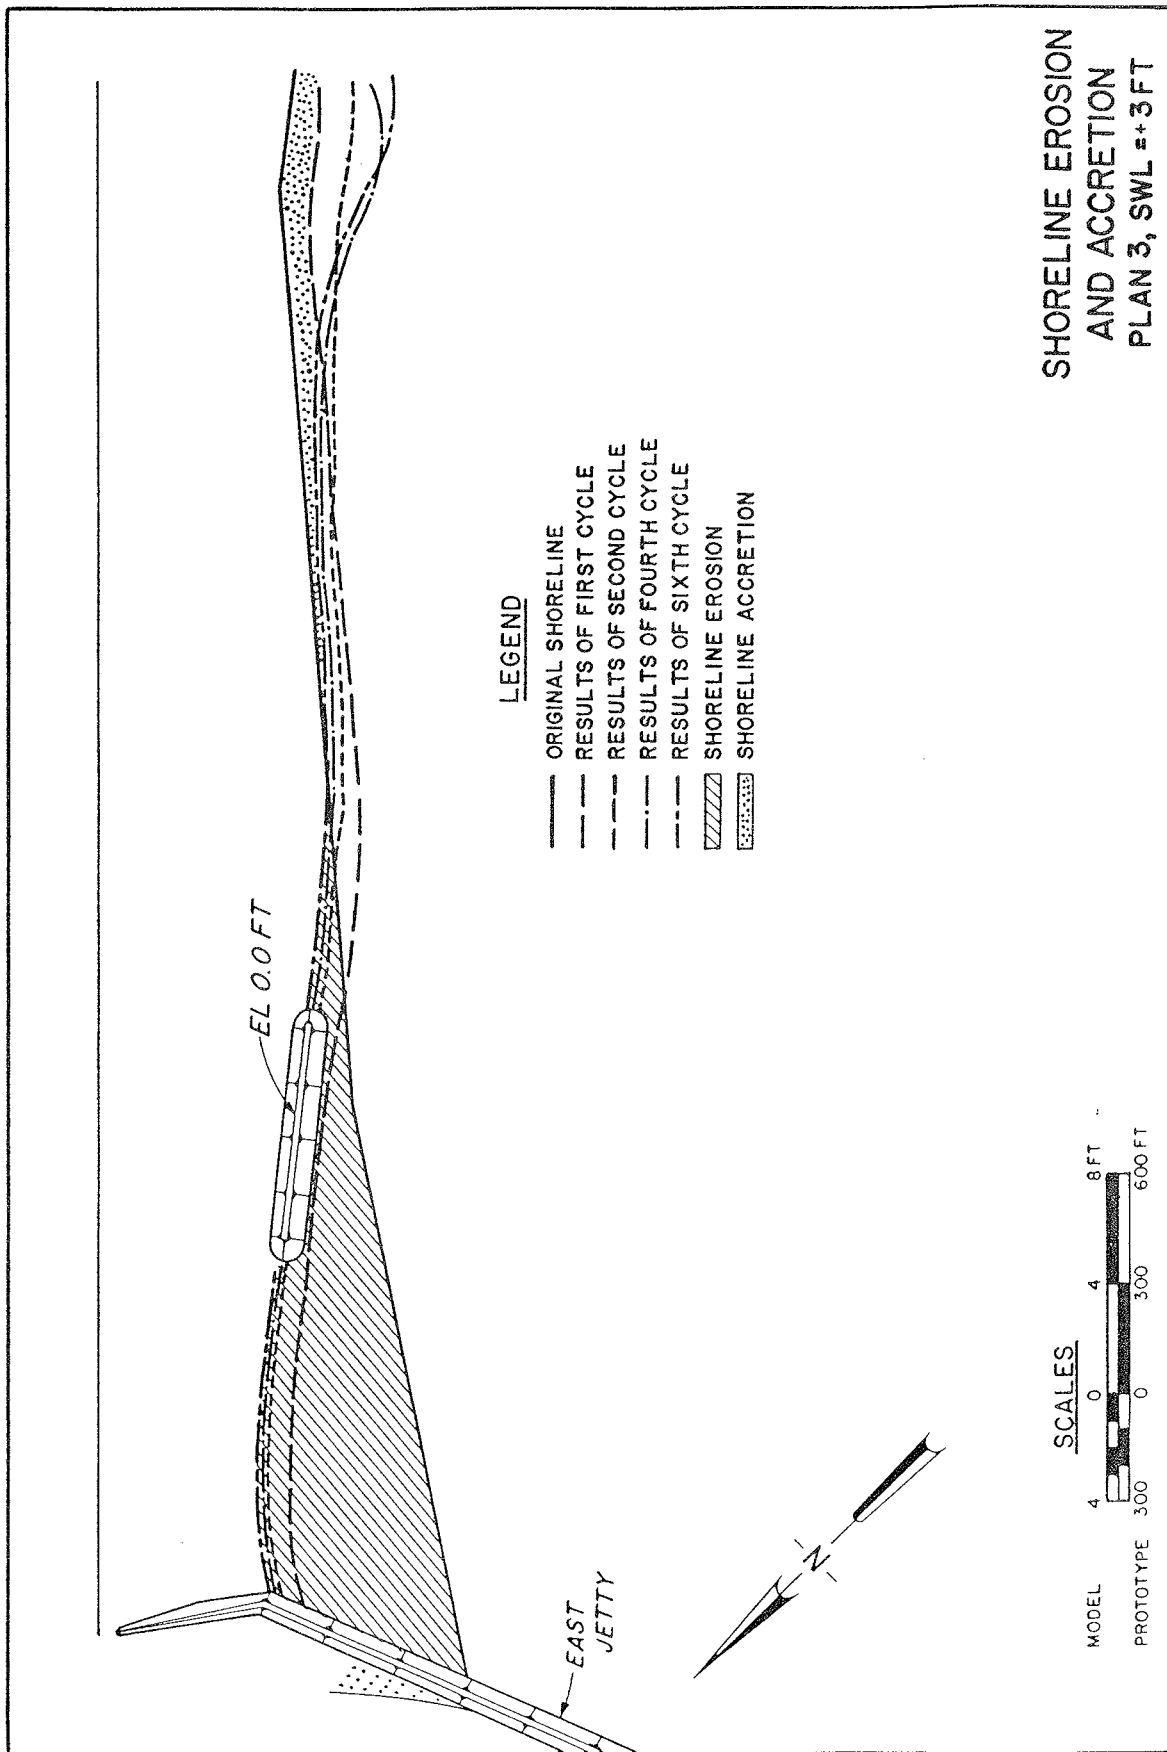 SHORELINE EROSION
AND ACCRETION
PLAN 3, SWL =+3 FT
EL 0.0 FT
LEGEND
ORIGINAL SHORELINE
RESULTS OF FIRST CYCLE
RESULTS OF SECOND CYCLE
RESULTS OF FOURTH CYCLE
RESULTS OF SIXTH CYCLE
SHORELINE EROSION
SHORELINE ACCRETION
EAST
JETTY
N
SCALES
MODEL 4 0 4 8 FT
PROTOTYPE 300 0 300 600 FT